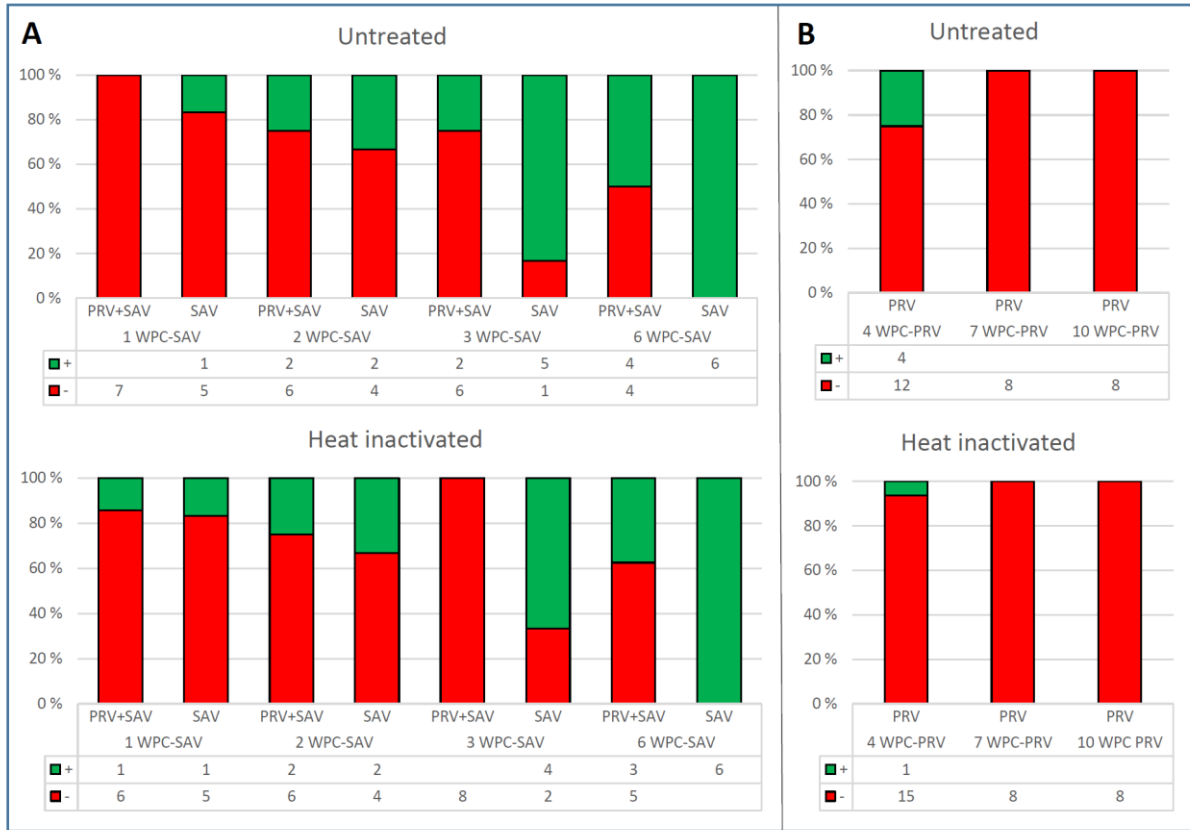 A
Untreated
100 %
80 %
60 %
40 %
20 %
0 %
PRV+SAV SAV PRV+SAV SAV PRV+SAV SAV PRV+SAV SAV
1 WPC-SAV 2 WPC-SAV 3 WPC-SAV 6 WPC-SAV
+ 1 2 2 2 5 4 6
- 7 5 6 4 6 1 4
Heat inactivated
100 %
80 %
60 %
40 %
20 %
0 %
PRV+SAV SAV PRV+SAV SAV PRV+SAV SAV PRV+SAV SAV
1 WPC-SAV 2 WPC-SAV 3 WPC-SAV 6 WPC-SAV
+ 1 1 2 2 4 3 6
- 6 5 6 4 8 2 5
B
Untreated
100 %
80 %
60 %
40 %
20 %
0 %
PRV PRV PRV
4 WPC-PRV 7 WPC-PRV 10 WPC-PRV
+ 4
- 12 8 8
Heat inactivated
100 %
80 %
60 %
40 %
20 %
0 %
PRV PRV PRV
4 WPC-PRV 7 WPC-PRV 10 WPC PRV
+ 1
- 15 8 8